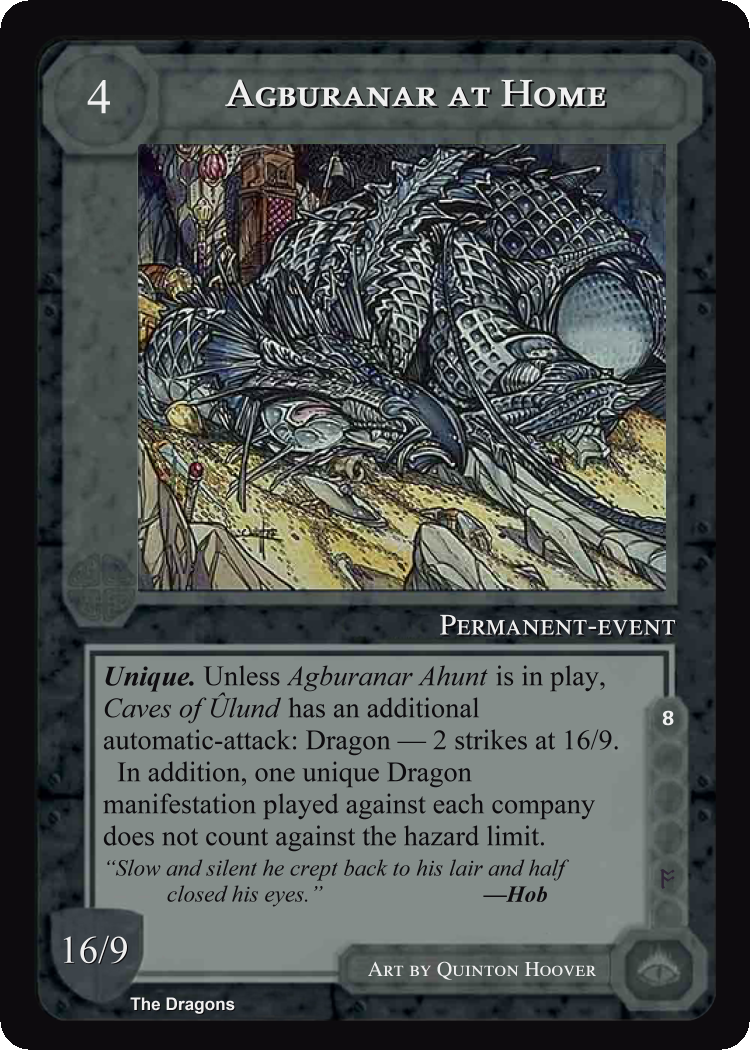 4
Agburanar at Home
Permanent-event
Unique. Unless Agburanar Ahunt is in play,
Caves of Ûlund has an additional
automatic-attack: Dragon — 2 strikes at 16/9.
In addition, one unique Dragon
manifestation played against each company
does not count against the hazard limit.
“Slow and silent he crept back to his lair and half
closed his eyes.” —Hob
8
16/9
Art by Quinton Hoover
The Dragons